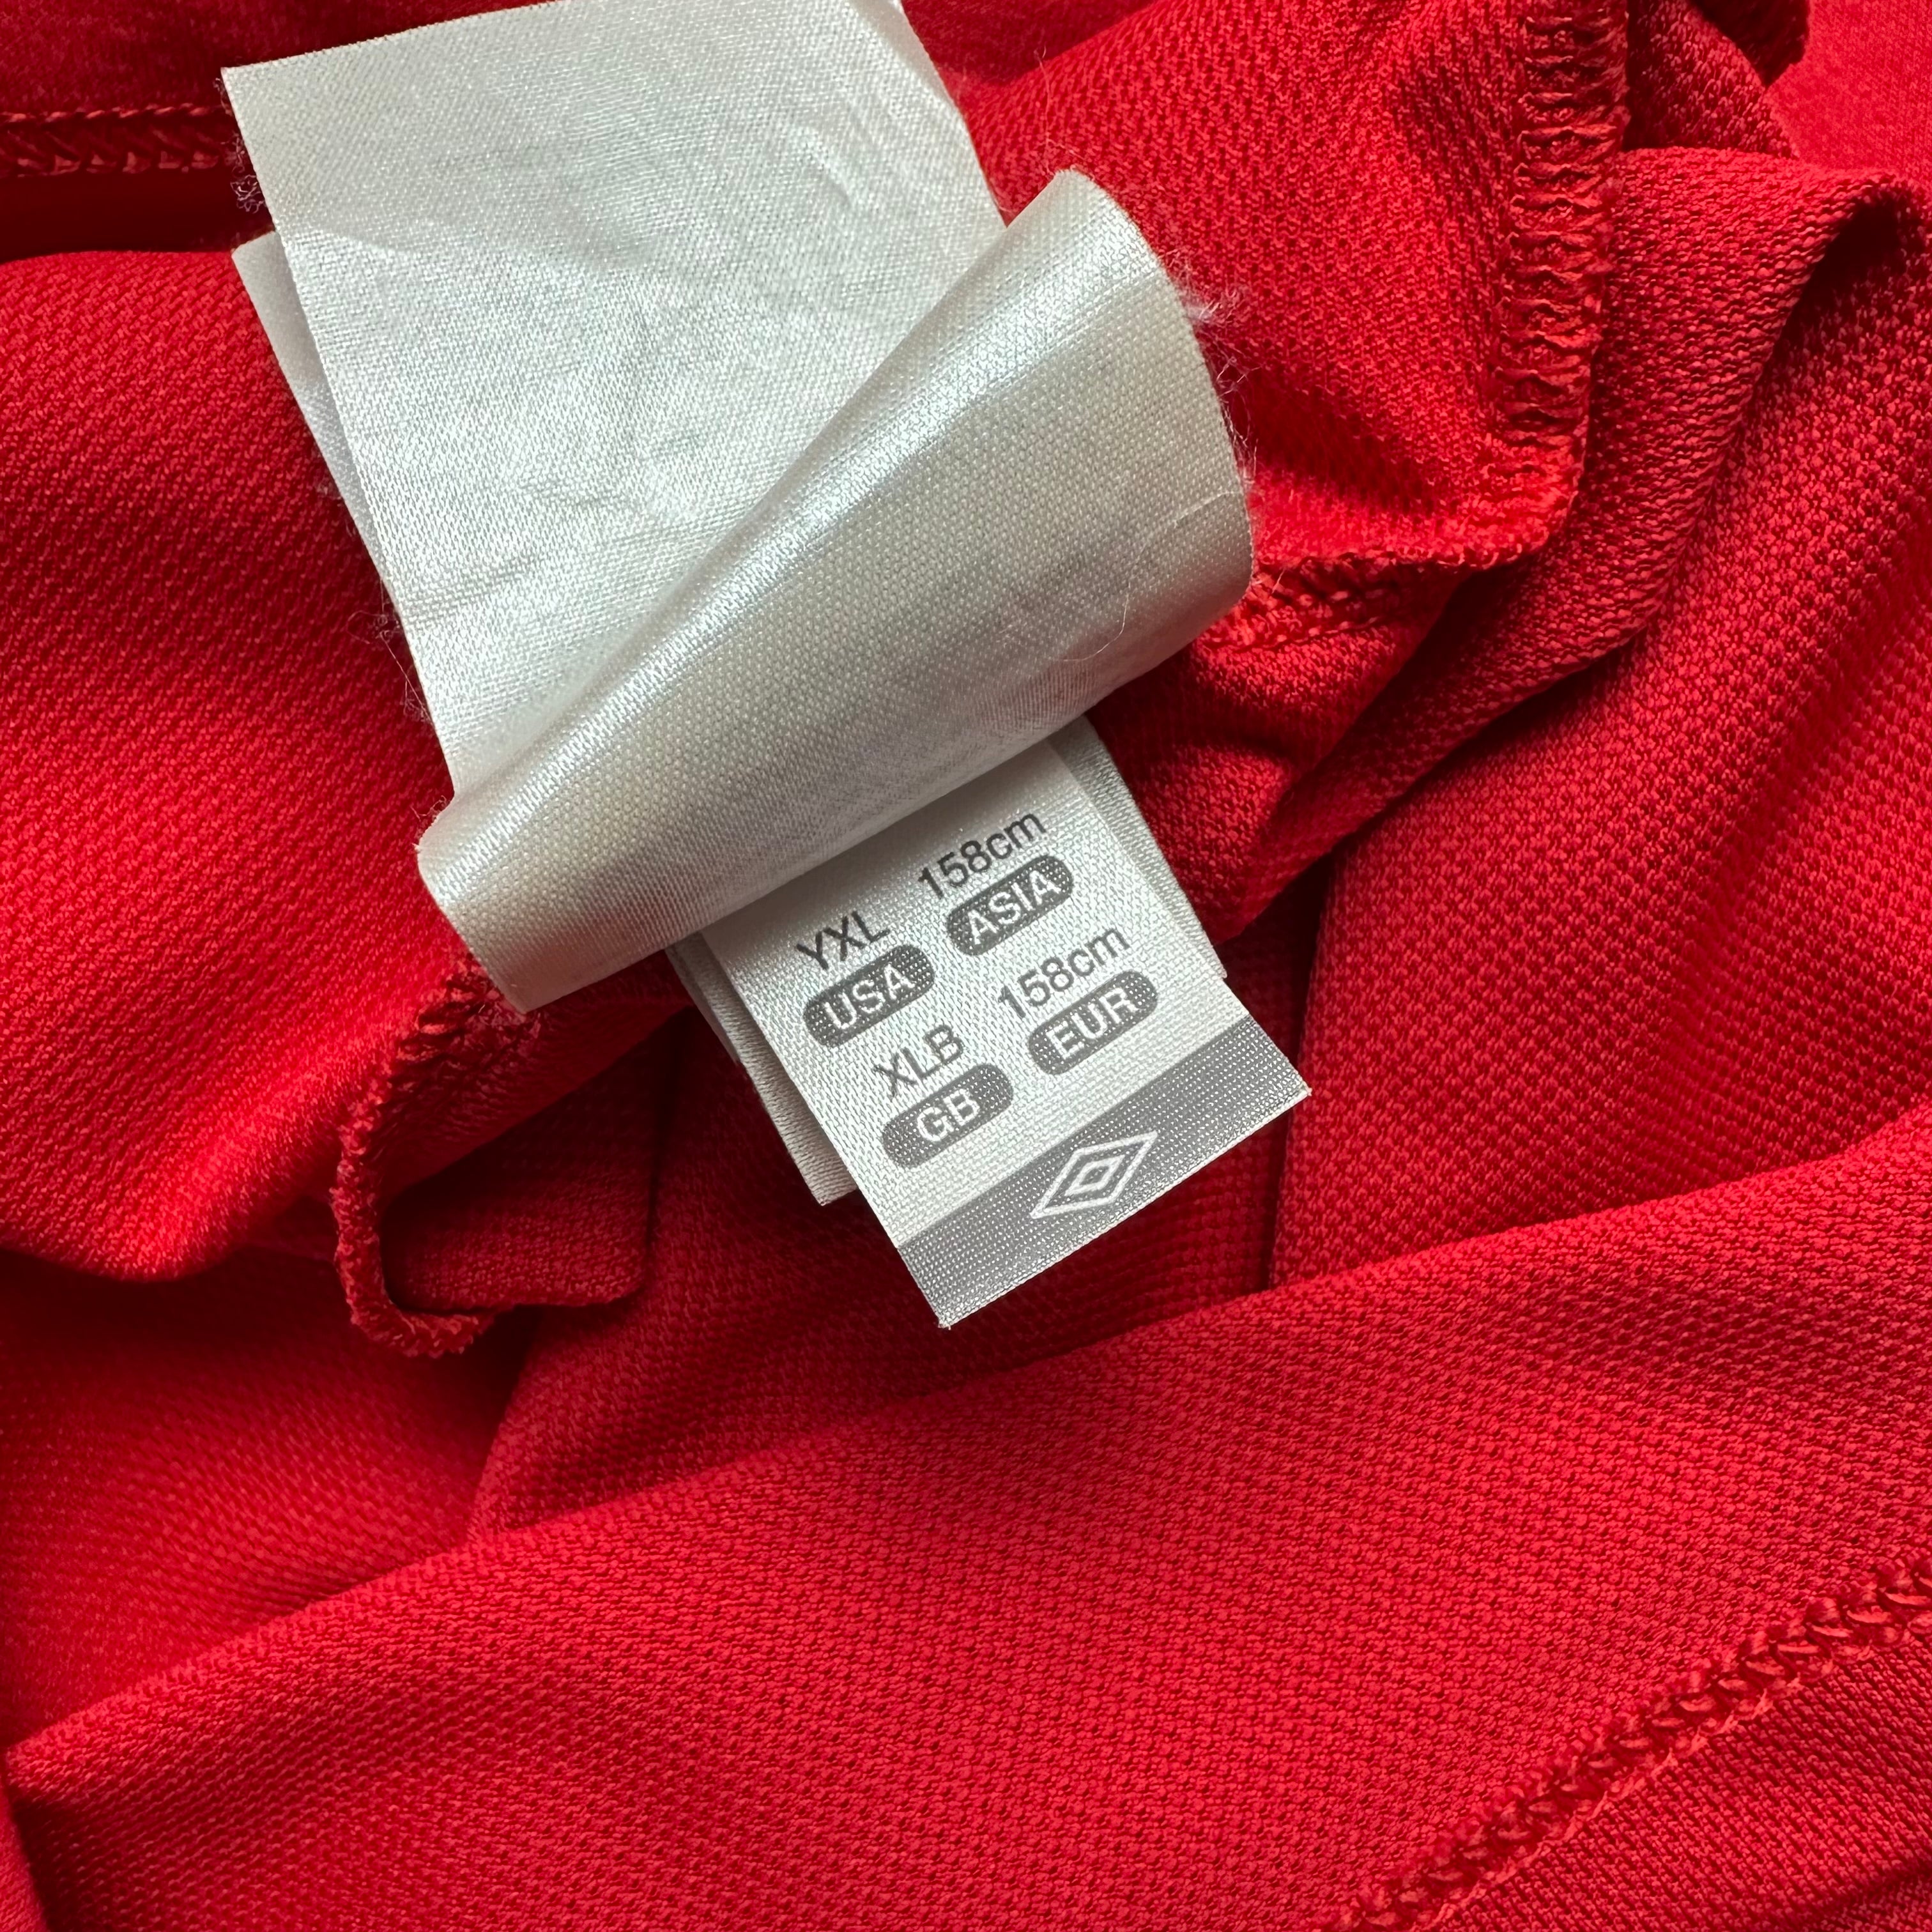 YXL 158cm
USA ASIA
XLB 158cm
GB EUR